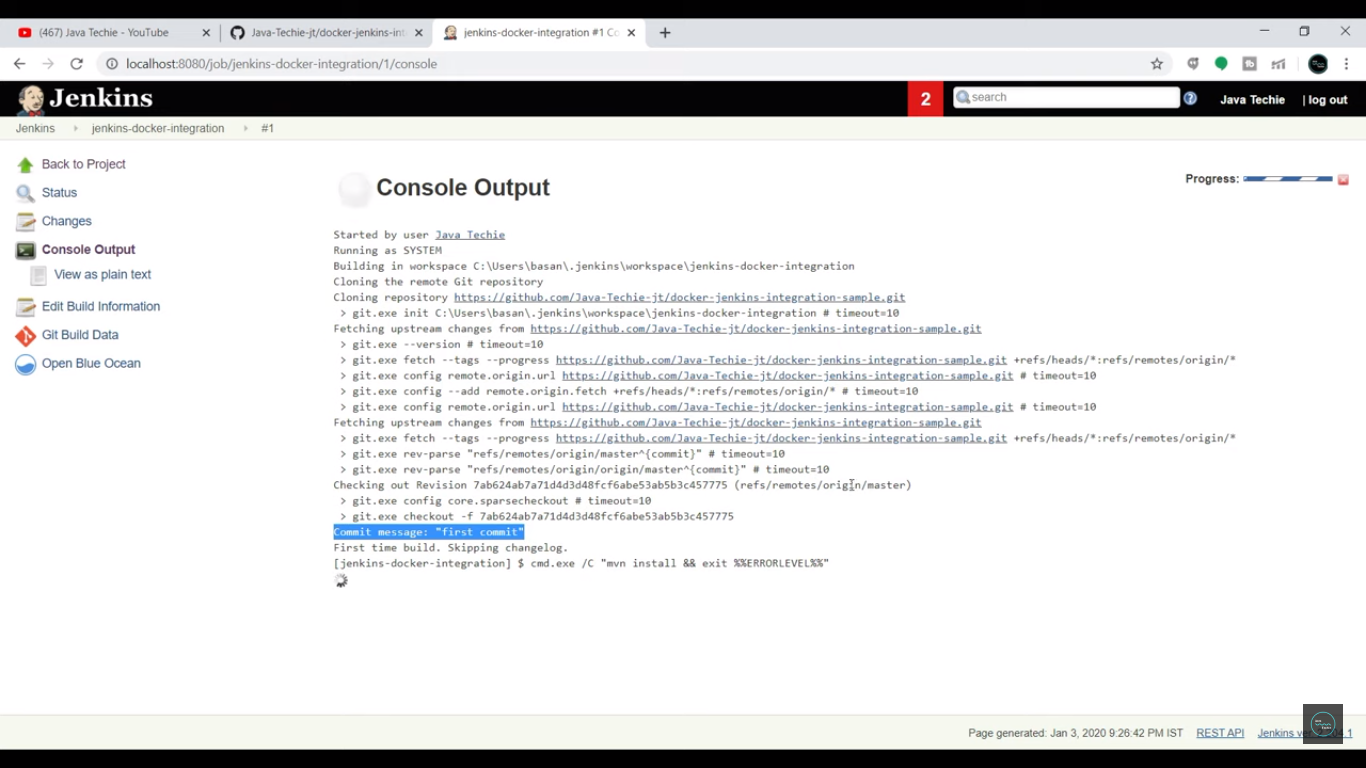 (467) Java Techie - YouTube
Java-Techie-jt/docker-jenkins-int
jenkins-docker-integration #1 Co
localhost:8080/job/jenkins-docker-integration/1/console
Jenkins
2
search
Java Techie
| log out
Jenkins
jenkins-docker-integration
#1
Back to Project
Status
Changes
Console Output
View as plain text
Edit Build Information
Git Build Data
Open Blue Ocean
Console Output
Progress:
Started by user Java Techie
Running as SYSTEM
Building in workspace C:\Users\basan\.jenkins\workspace\jenkins-docker-integration
Cloning the remote Git repository
Cloning repository https://github.com/Java-Techie-jt/docker-jenkins-integration-sample.git
> git.exe init C:\Users\basan\.jenkins\workspace\jenkins-docker-integration # timeout=10
Fetching upstream changes from https://github.com/Java-Techie-jt/docker-jenkins-integration-sample.git
> git.exe --version # timeout=10
> git.exe fetch --tags --progress https://github.com/Java-Techie-jt/docker-jenkins-integration-sample.git +refs/heads/*:refs/remotes/origin/*
> git.exe config remote.origin.url https://github.com/Java-Techie-jt/docker-jenkins-integration-sample.git # timeout=10
> git.exe config --add remote.origin.fetch +refs/heads/*:refs/remotes/origin/* # timeout=10
> git.exe config remote.origin.url https://github.com/Java-Techie-jt/docker-jenkins-integration-sample.git # timeout=10
Fetching upstream changes from https://github.com/Java-Techie-jt/docker-jenkins-integration-sample.git
> git.exe fetch --tags --progress https://github.com/Java-Techie-jt/docker-jenkins-integration-sample.git +refs/heads/*:refs/remotes/origin/*
> git.exe rev-parse "refs/remotes/origin/master^{commit}" # timeout=10
> git.exe rev-parse "refs/remotes/origin/origin/master^{commit}" # timeout=10
Checking out Revision 7ab624ab7a71d4d3d48fcf6abe53ab5b3c457775 (refs/remotes/origin/master)
> git.exe config core.sparsecheckout # timeout=10
> git.exe checkout -f 7ab624ab7a71d4d3d48fcf6abe53ab5b3c457775
Commit message: "first commit"
First time build. Skipping changelog.
[jenkins-docker-integration] $ cmd.exe /C "mvn install && exit %%ERRORLEVEL%%"
Page generated: Jan 3, 2020 9:26:42 PM IST
REST API
Jenkins